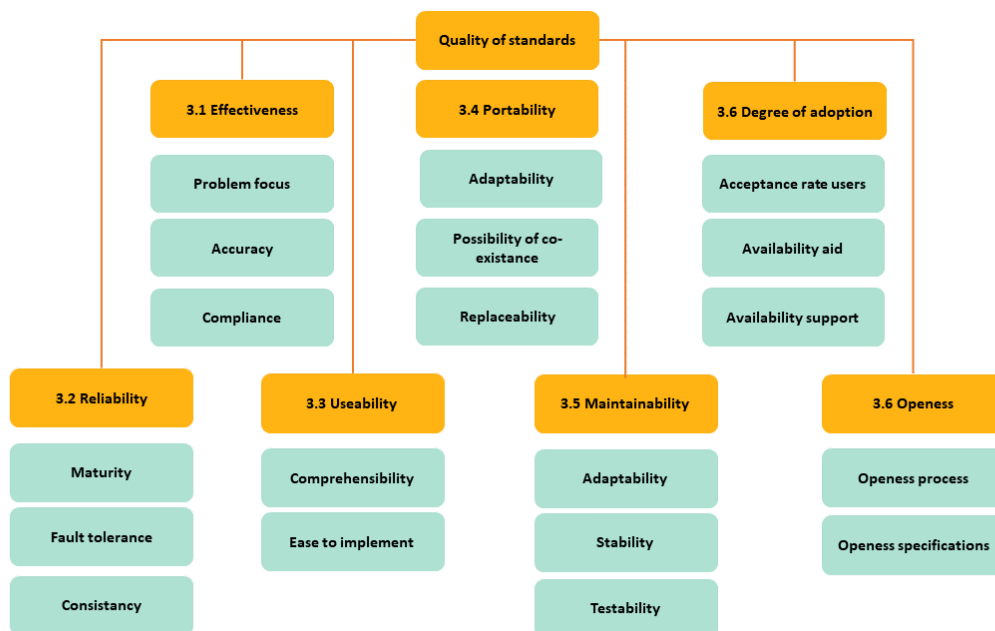 Quality of standards
3.1 Effectiveness
Problem focus
Accuracy
Compliance
3.4 Portability
Adaptability
Possibility of co-
existance
Replaceability
3.6 Degree of adoption
Acceptance rate users
Availability aid
Availability support
3.2 Reliability
Maturity
Fault tolerance
Consistancy
3.3 Useability
Comprehensibility
Ease to implement
3.5 Maintainability
Adaptability
Stability
Testability
3.6 Openess
Openess process
Openess specifications